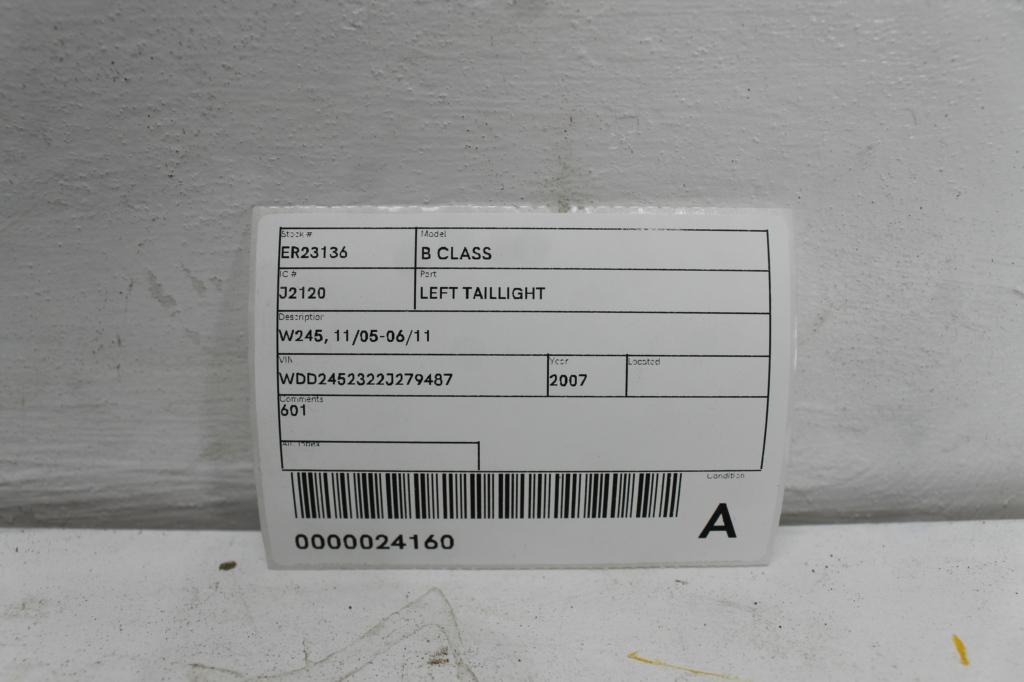 Stock # Model
ER23136 B CLASS
IC # Part
J2120 LEFT TAILLIGHT
Description
W245, 11/05-06/11
VIN Year Located
WDD2452322J279487 2007
Comments
601
Condition
A
0000024160